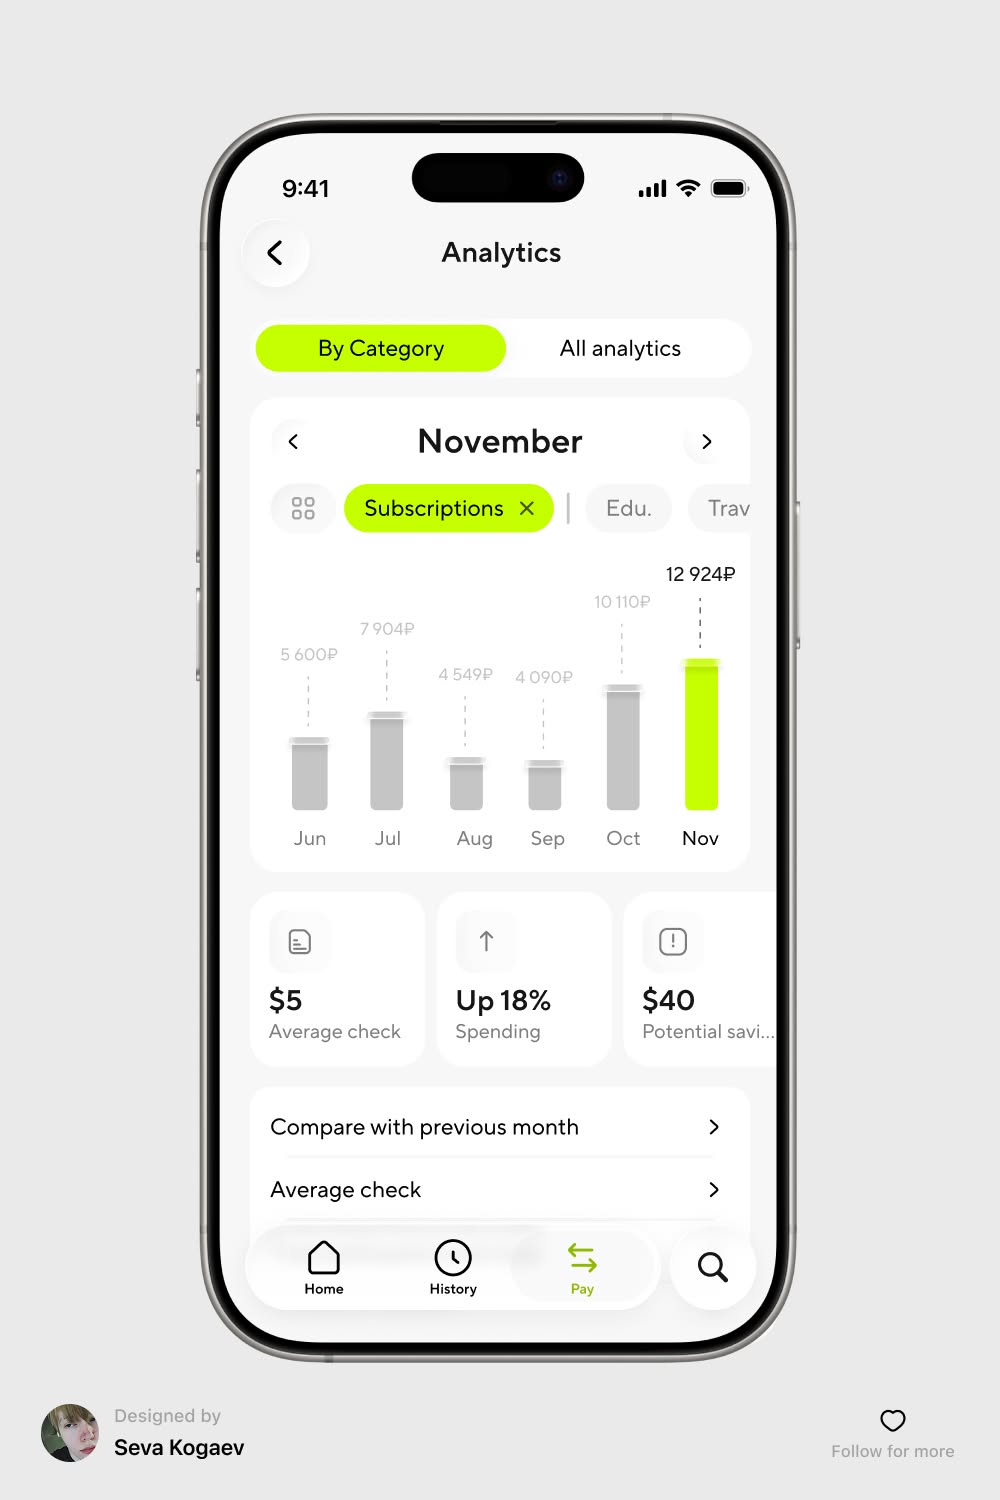 9:41
Analytics
By Category
All analytics
November
Subscriptions
Edu.
Trav
12 924₽
10 110₽
7 904₽
5 600₽
4 549₽
4 090₽
Jun
Jul
Aug
Sep
Oct
Nov
$5
Average check
Up 18%
Spending
$40
Potential savi...
Compare with previous month
Average check
Home
History
Pay
Designed by
Seva Kogaev
Follow for more